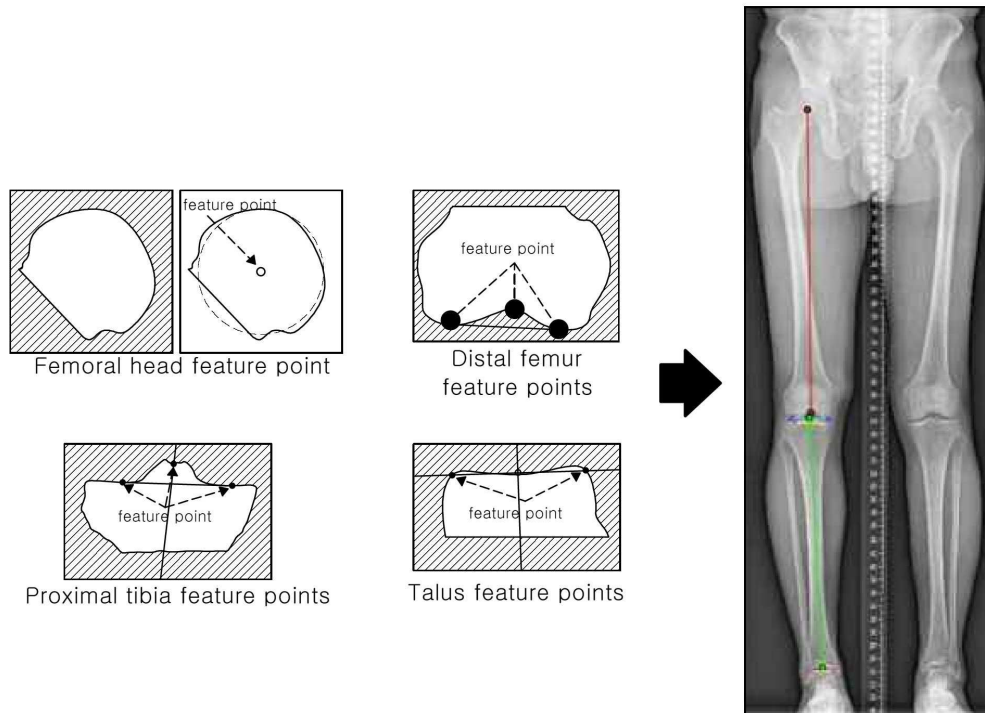 feature point
Femoral head feature point
feature point
Distal femur
feature points
feature point
Proximal tibia feature points
feature point
Talus feature points